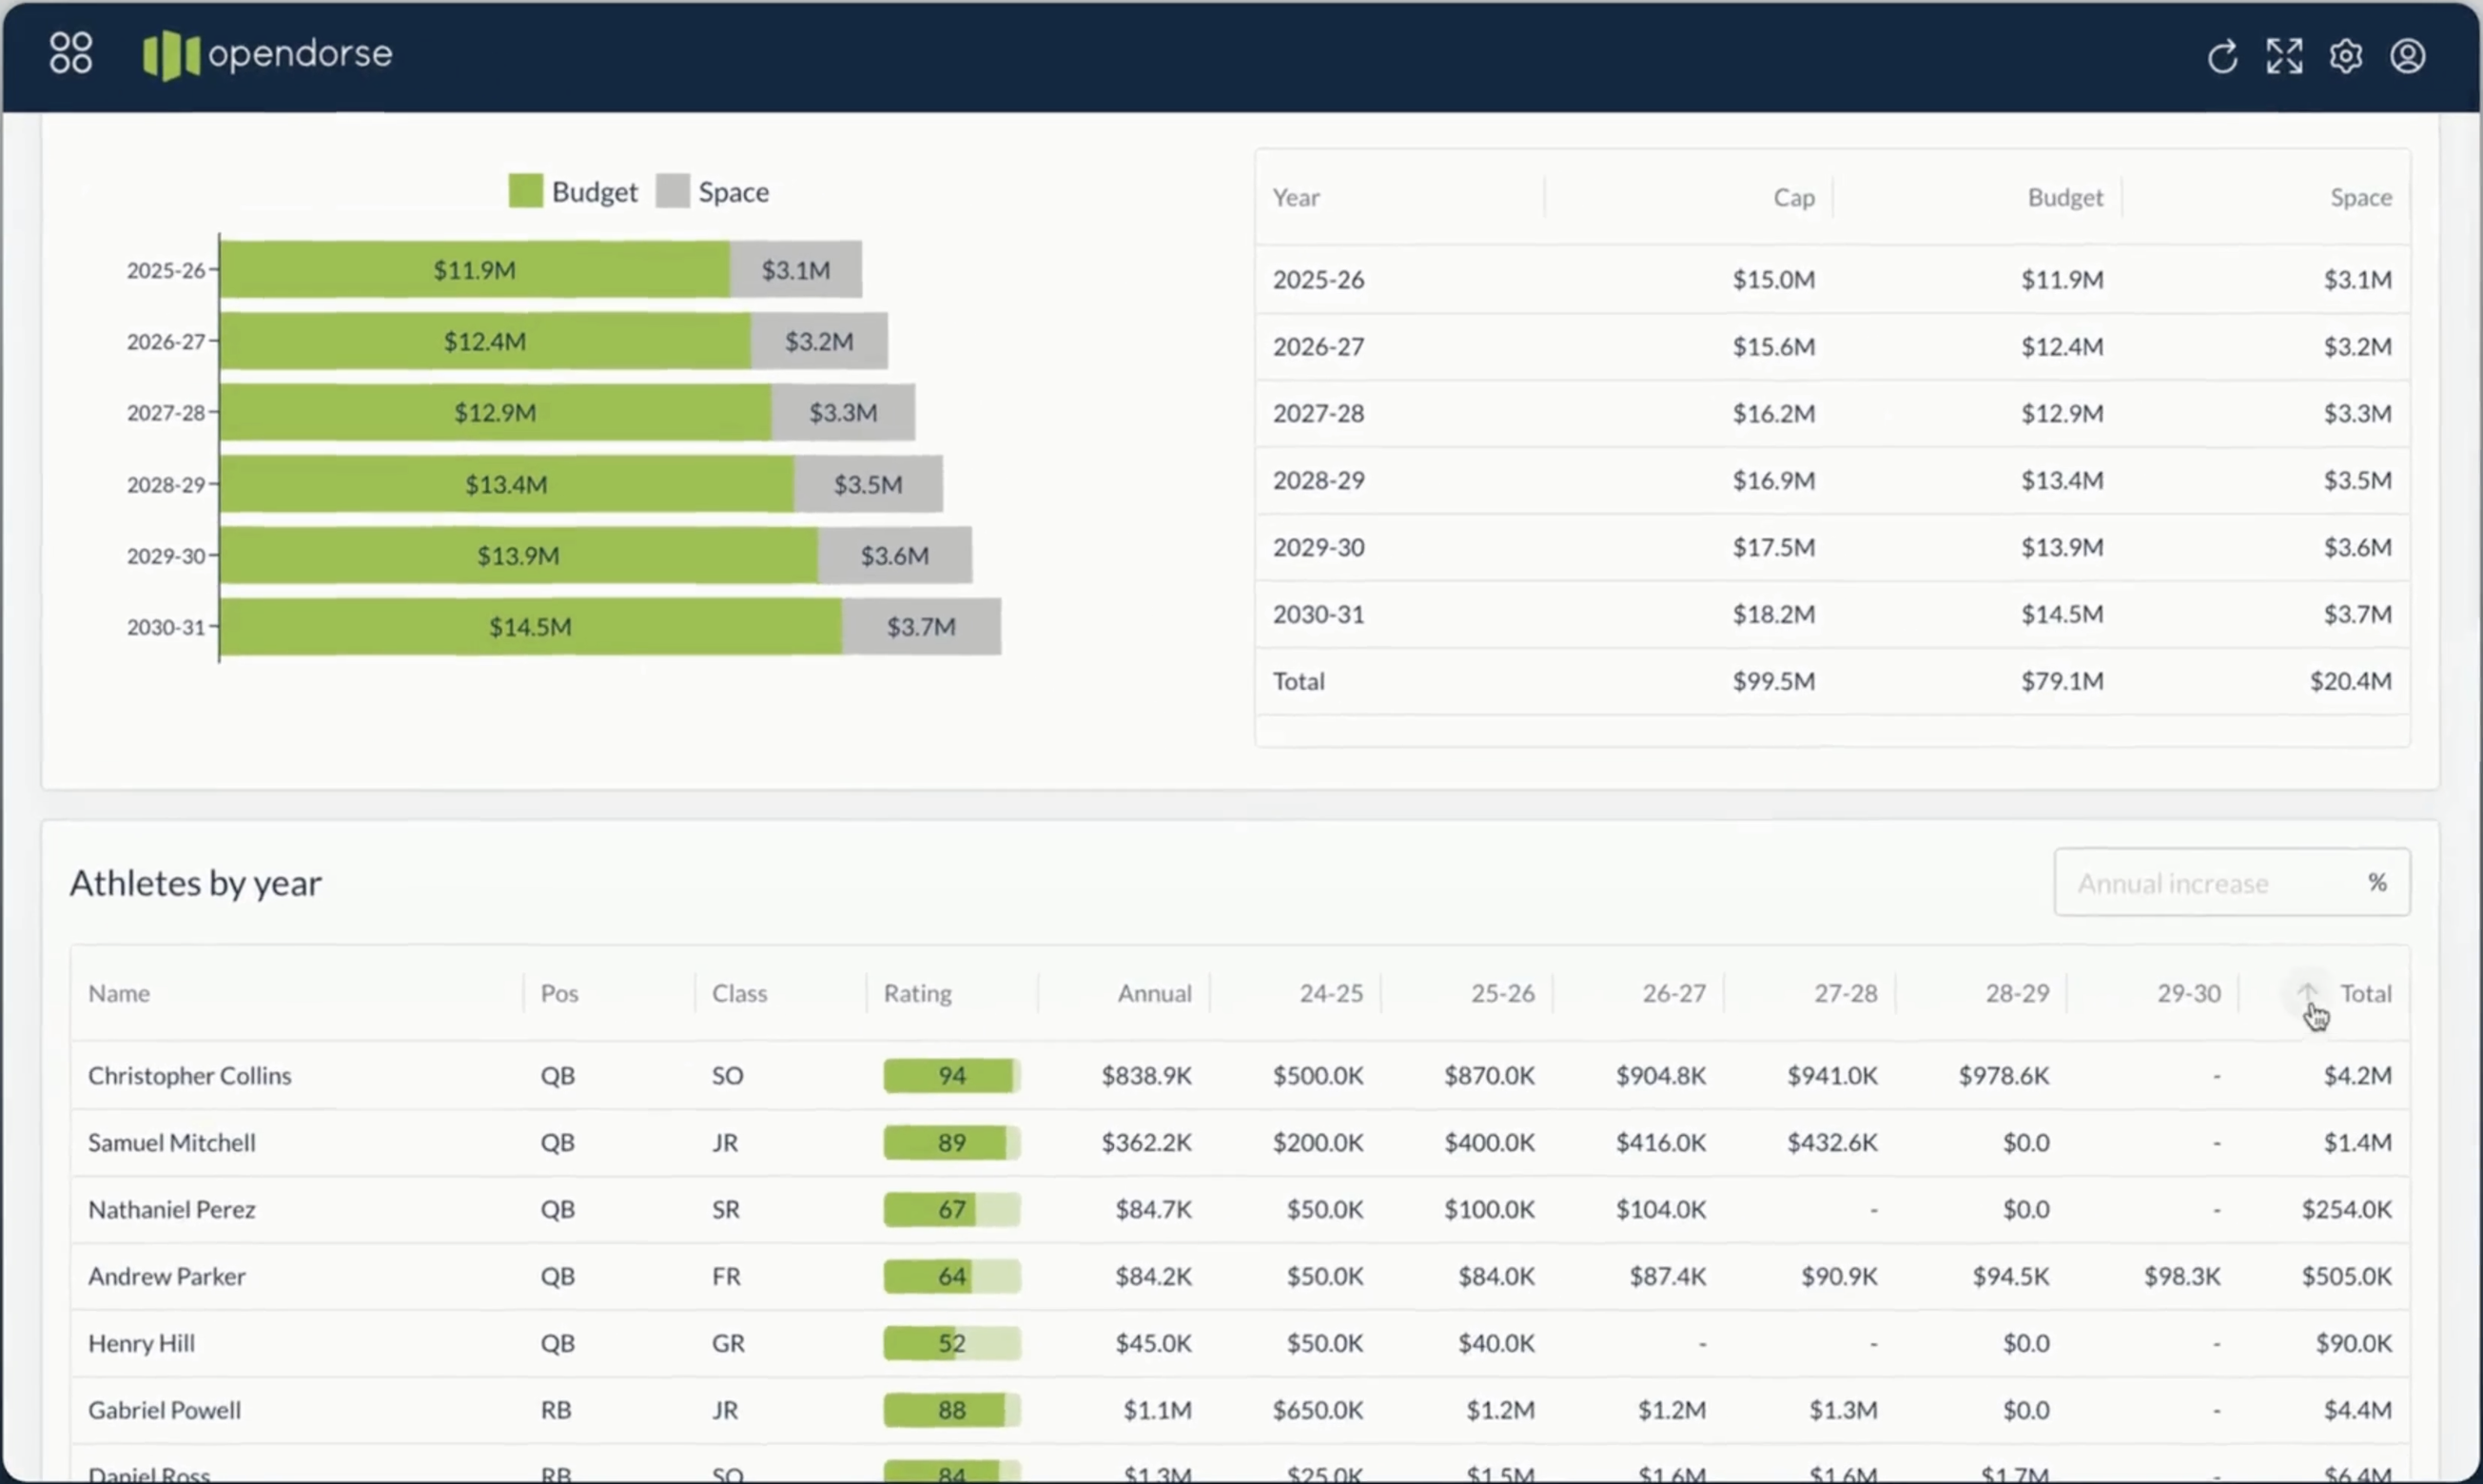 opendorse
Budget Space
2025-26 $11.9M $3.1M
2026-27 $12.4M $3.2M
2027-28 $12.9M $3.3M
2028-29 $13.4M $3.5M
2029-30 $13.9M $3.6M
2030-31 $14.5M $3.7M
Year Cap Budget Space
2025-26 $15.0M $11.9M $3.1M
2026-27 $15.6M $12.4M $3.2M
2027-28 $16.2M $12.9M $3.3M
2028-29 $16.9M $13.4M $3.5M
2029-30 $17.5M $13.9M $3.6M
2030-31 $18.2M $14.5M $3.7M
Total $99.5M $79.1M $20.4M
Athletes by year
Annual increase %
Name Pos Class Rating Annual 24-25 25-26 26-27 27-28 28-29 29-30 Total
Christopher Collins QB SO 94 $838.9K $500.0K $870.0K $904.8K $941.0K $978.6K - $4.2M
Samuel Mitchell QB JR 89 $362.2K $200.0K $400.0K $416.0K $432.6K $0.0 - $1.4M
Nathaniel Perez QB SR 67 $84.7K $50.0K $100.0K $104.0K - $0.0 - $254.0K
Andrew Parker QB FR 64 $84.2K $50.0K $84.0K $87.4K $90.9K $94.5K $98.3K $505.0K
Henry Hill QB GR 52 $45.0K $50.0K $40.0K - - $0.0 - $90.0K
Gabriel Powell RB JR 88 $1.1M $650.0K $1.2M $1.2M $1.3M $0.0 - $4.4M
Daniel Ross RB SO 84 $1.3M $25.0K $1.5M $1.6M $1.6M $1.7M - $6.4M